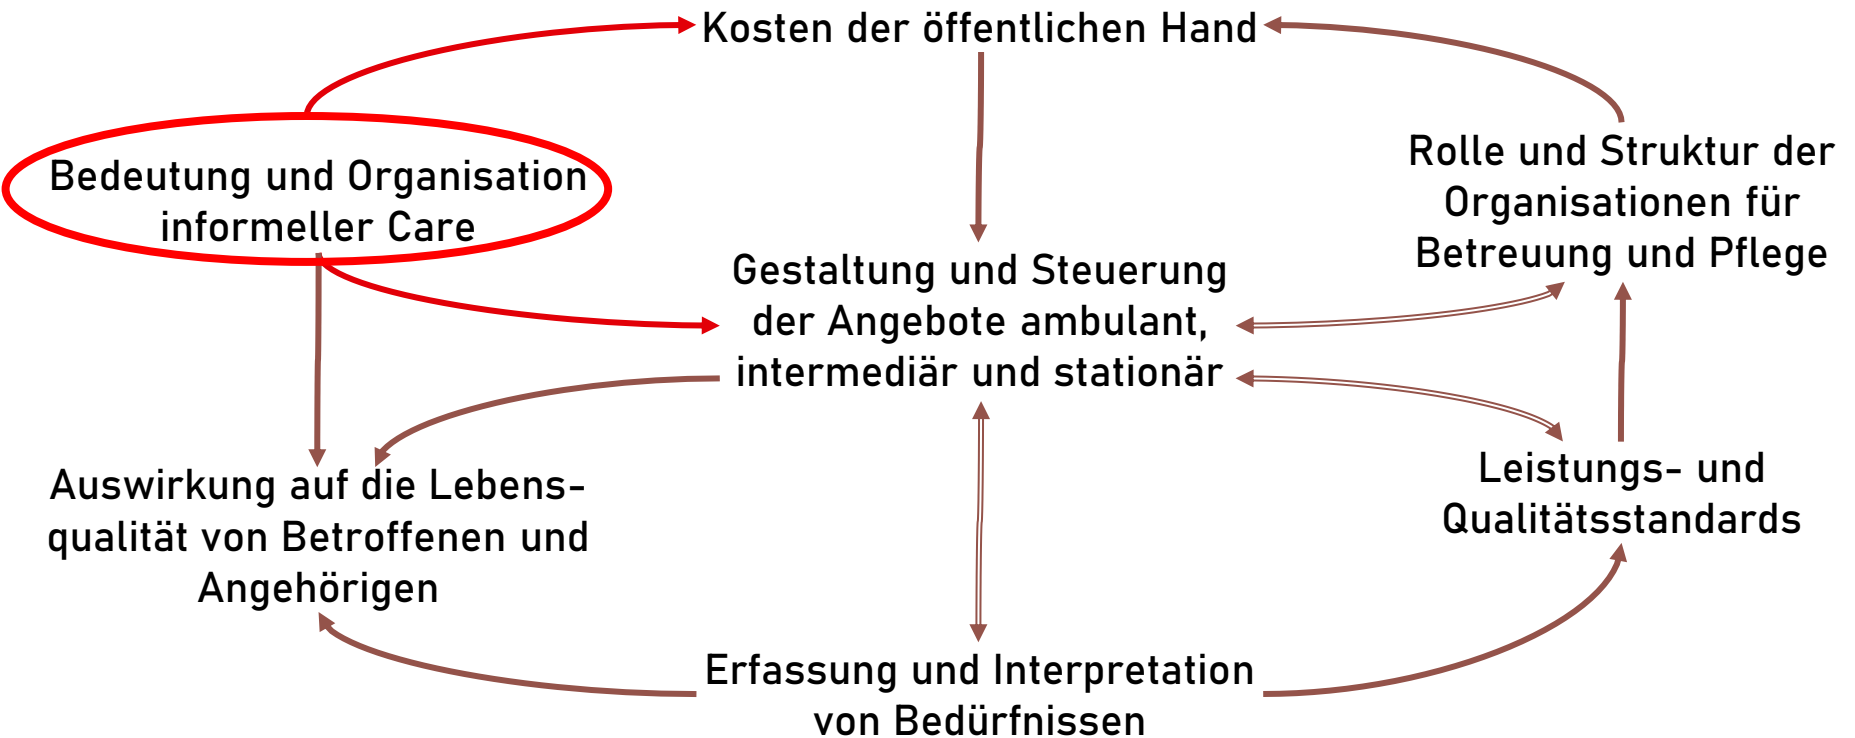 Kosten der öffentlichen Hand
Bedeutung und Organisation
informeller Care
Rolle und Struktur der
Organisationen für
Betreuung und Pflege
Gestaltung und Steuerung
der Angebote ambulant,
intermediär und stationär
Auswirkung auf die Lebens-
qualität von Betroffenen und
Angehörigen
Leistungs- und
Qualitätsstandards
Erfassung und Interpretation
von Bedürfnissen